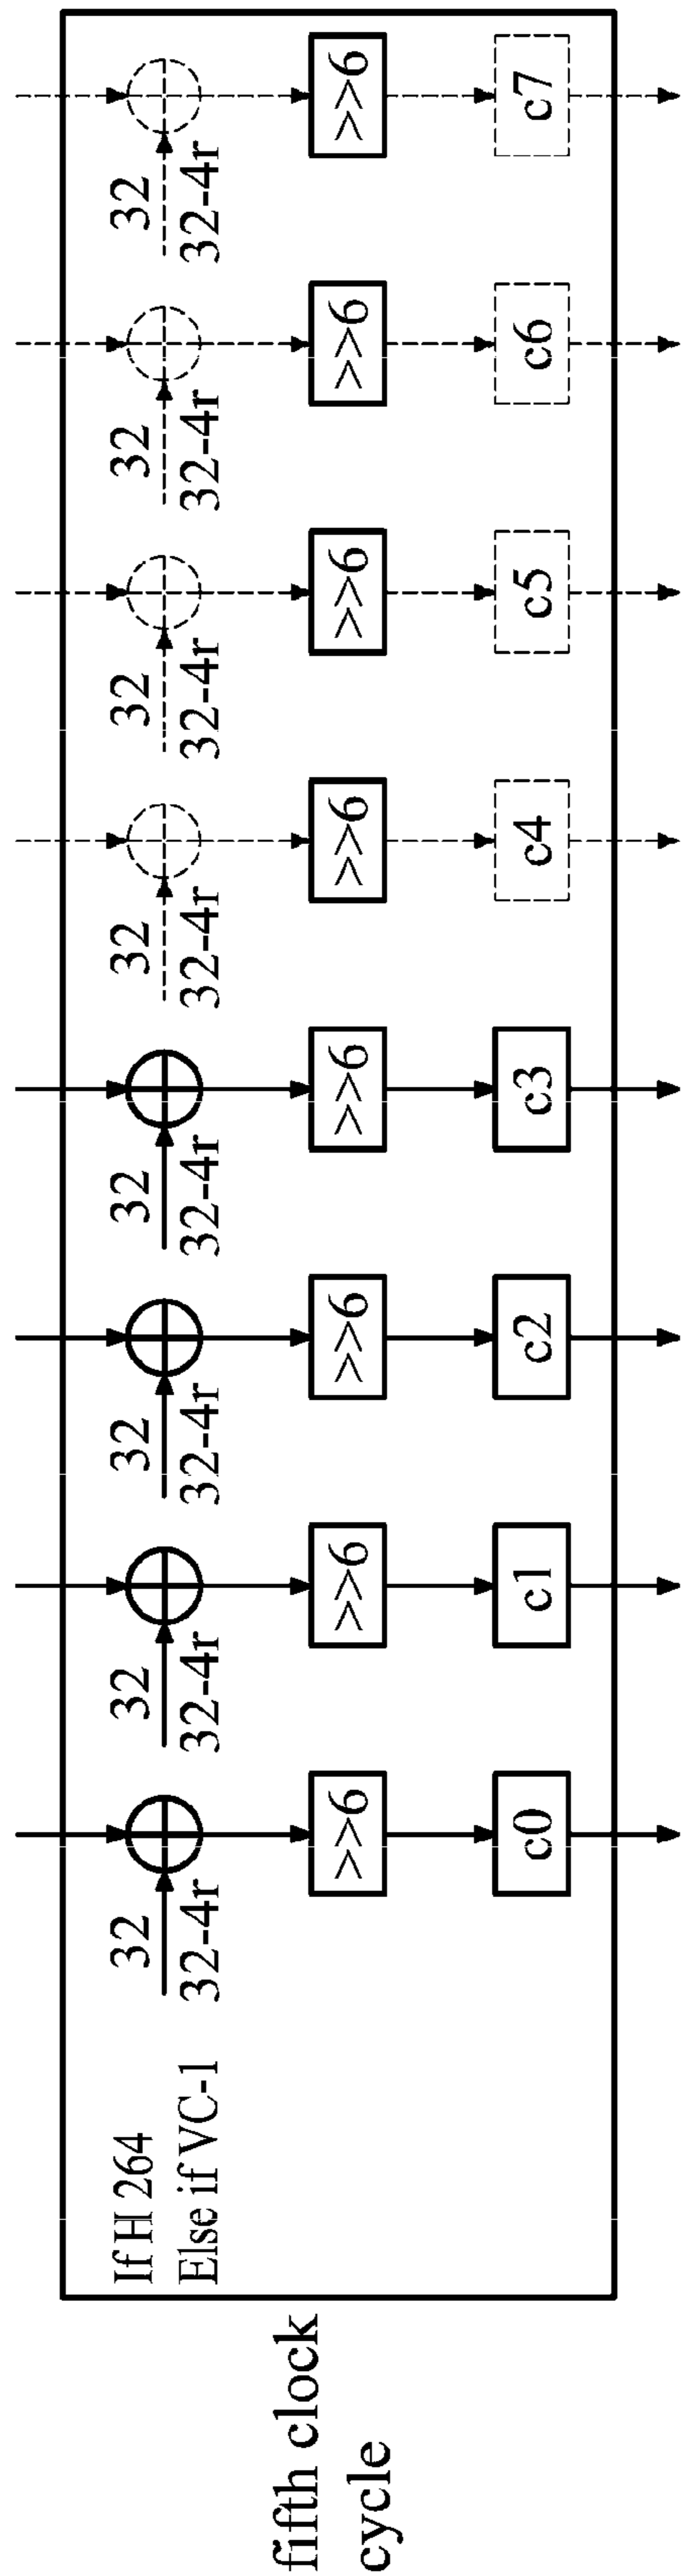 fifth clock
cycle
If H 264 32 32 32 32 32 32 32 32
Else if VC-1 32-4r 32-4r 32-4r 32-4r 32-4r 32-4r 32-4r 32-4r
>>6 >>6 >>6 >>6 >>6 >>6 >>6 >>6
c0 c1 c2 c3 c4 c5 c6 c7